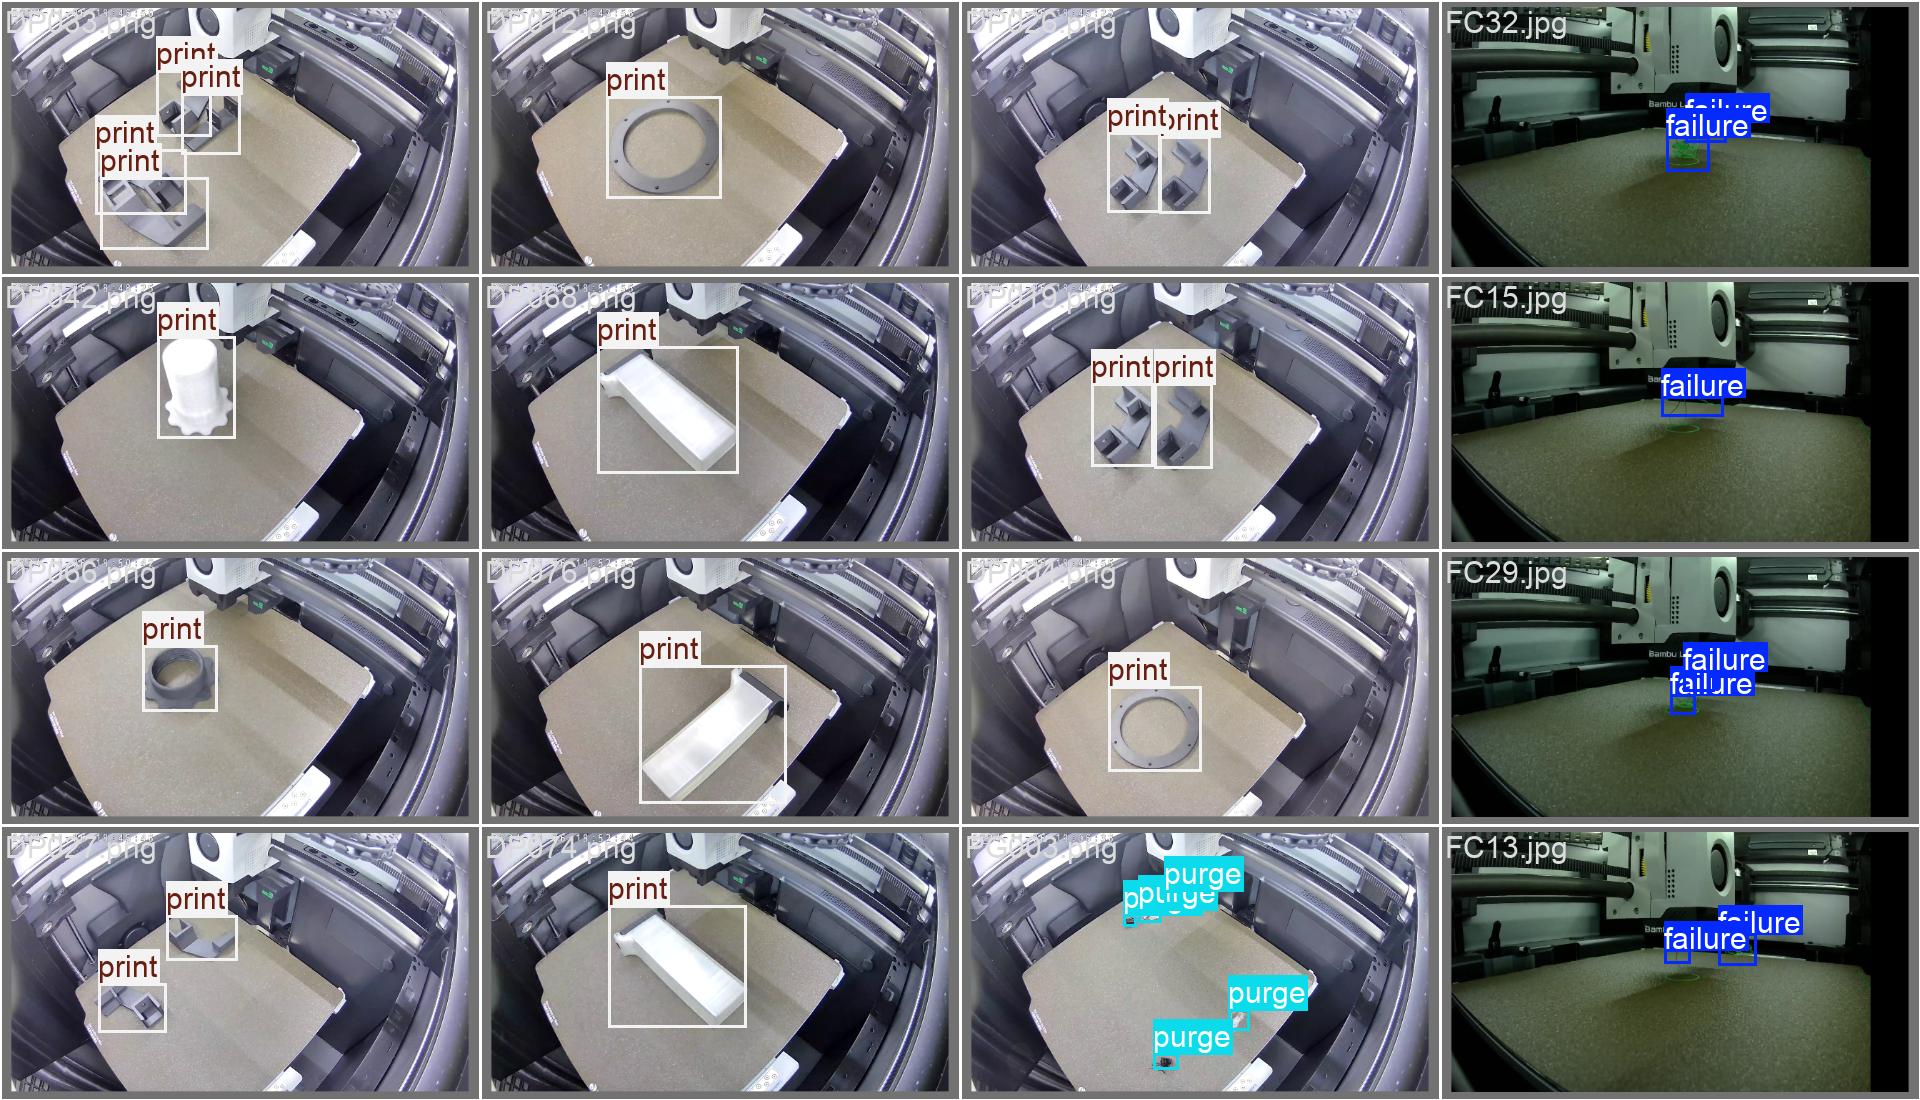 DP033.png
print
print
print
print
DP012.png
print
DP026.png
print
print
FC32.jpg
failure
failure
Bambu L
DP042.png
print
DP068.png
print
DP019.png
print
print
FC15.jpg
failure
DP066.png
print
DP076.png
print
print
FC29.jpg
Bambu L
failure
failure
DP027.png
print
print
DP074.png
print
PG003.png
purge
purge
purge
purge
FC13.jpg
failure
failure